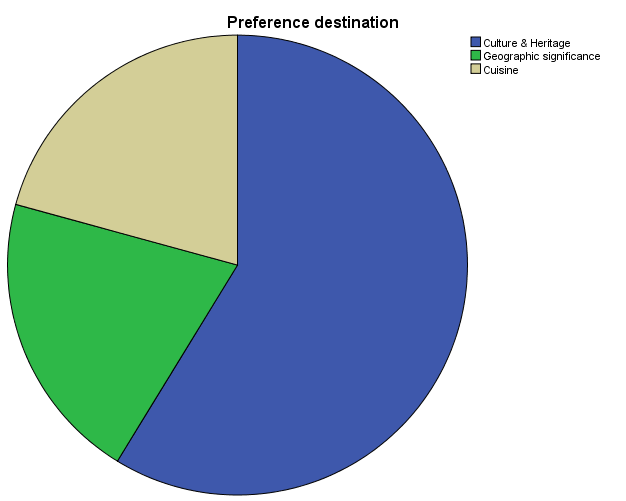 Preference destination
Culture & Heritage
Geographic significance
Cuisine